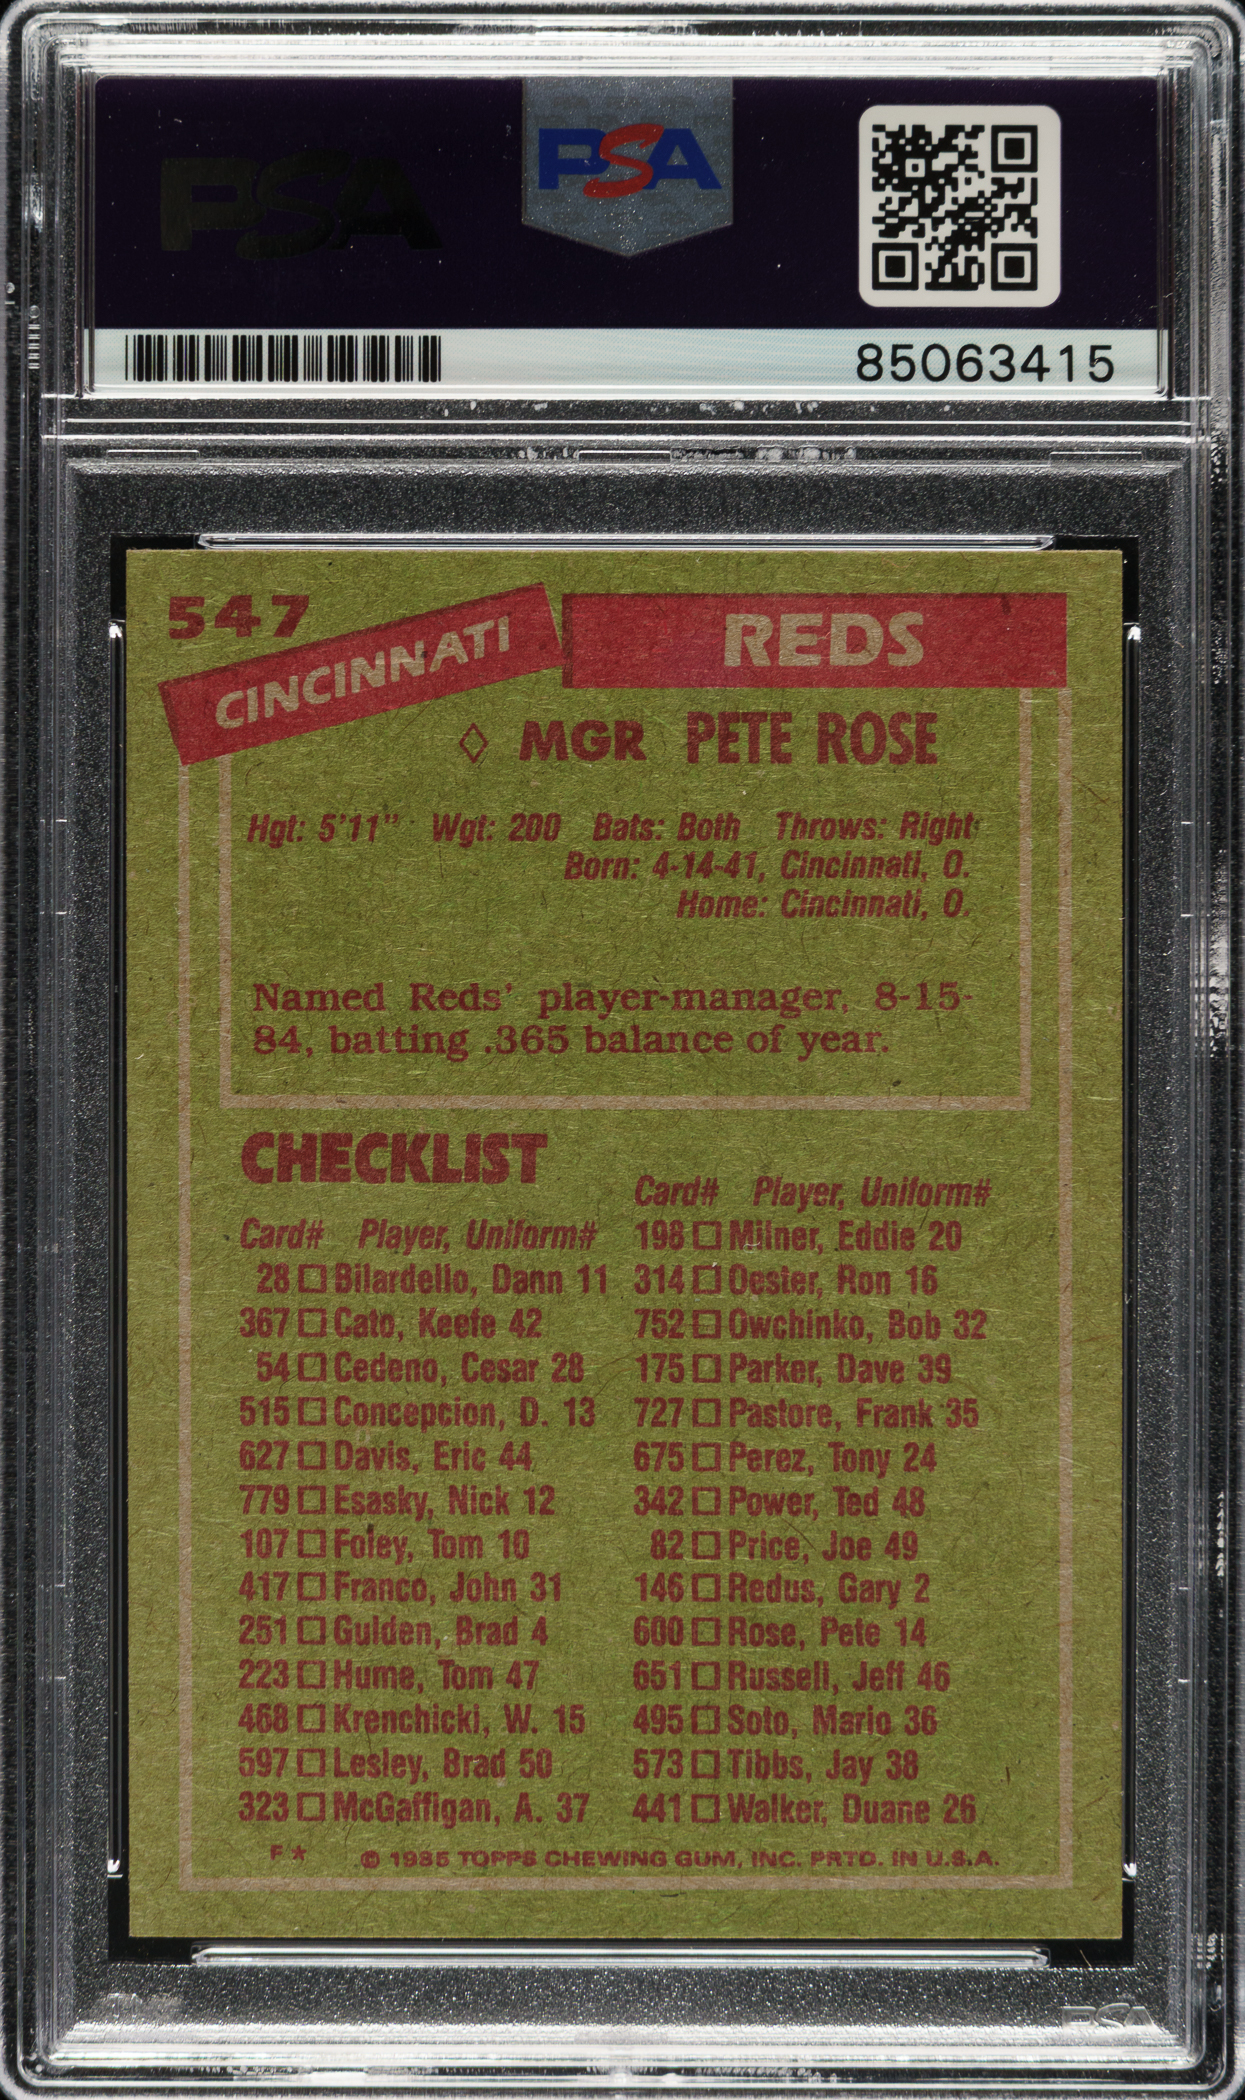 PSA
PSA
85063415
547
CINCINNATI REDS
◇ MGR PETE ROSE
Hgt: 5'11" Wgt: 200 Bats: Both Throws: Right
Born: 4-14-41, Cincinnati, O.
Home: Cincinnati, O.
Named Reds' player-manager, 8-15-
84, batting .365 balance of year.
CHECKLIST
Card# Player, Uniform#
28 □ Bilardello, Dann 11
367 □ Cato, Keefe 42
54 □ Cedeno, Cesar 28
515 □ Concepcion, D. 13
627 □ Davis, Eric 44
779 □ Esasky, Nick 12
107 □ Foley, Tom 10
417 □ Franco, John 31
251 □ Gulden, Brad 4
223 □ Hume, Tom 47
468 □ Krenchicki, W. 15
597 □ Lesley, Brad 50
323 □ McGaffigan, A. 37
Card# Player, Uniform#
198 □ Milner, Eddie 20
314 □ Oester, Ron 16
752 □ Owchinko, Bob 32
175 □ Parker, Dave 39
727 □ Pastore, Frank 35
675 □ Perez, Tony 24
342 □ Power, Ted 48
82 □ Price, Joe 49
146 □ Redus, Gary 2
600 □ Rose, Pete 14
651 □ Russell, Jeff 46
495 □ Soto, Mario 36
573 □ Tibbs, Jay 38
441 □ Walker, Duane 26
F* © 1985 TOPPS CHEWING GUM, INC. PRTD. IN U.S.A.
PSA